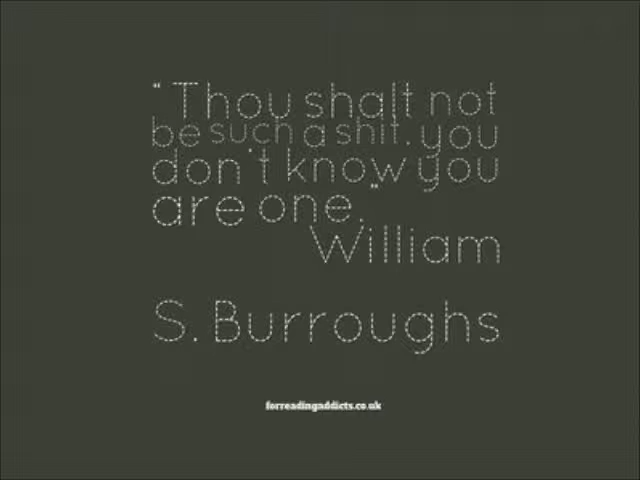 "Thou shalt not
be such a shit. you
don't know you
are one."
William
S. Burroughs
forreadingaddicts.co.uk